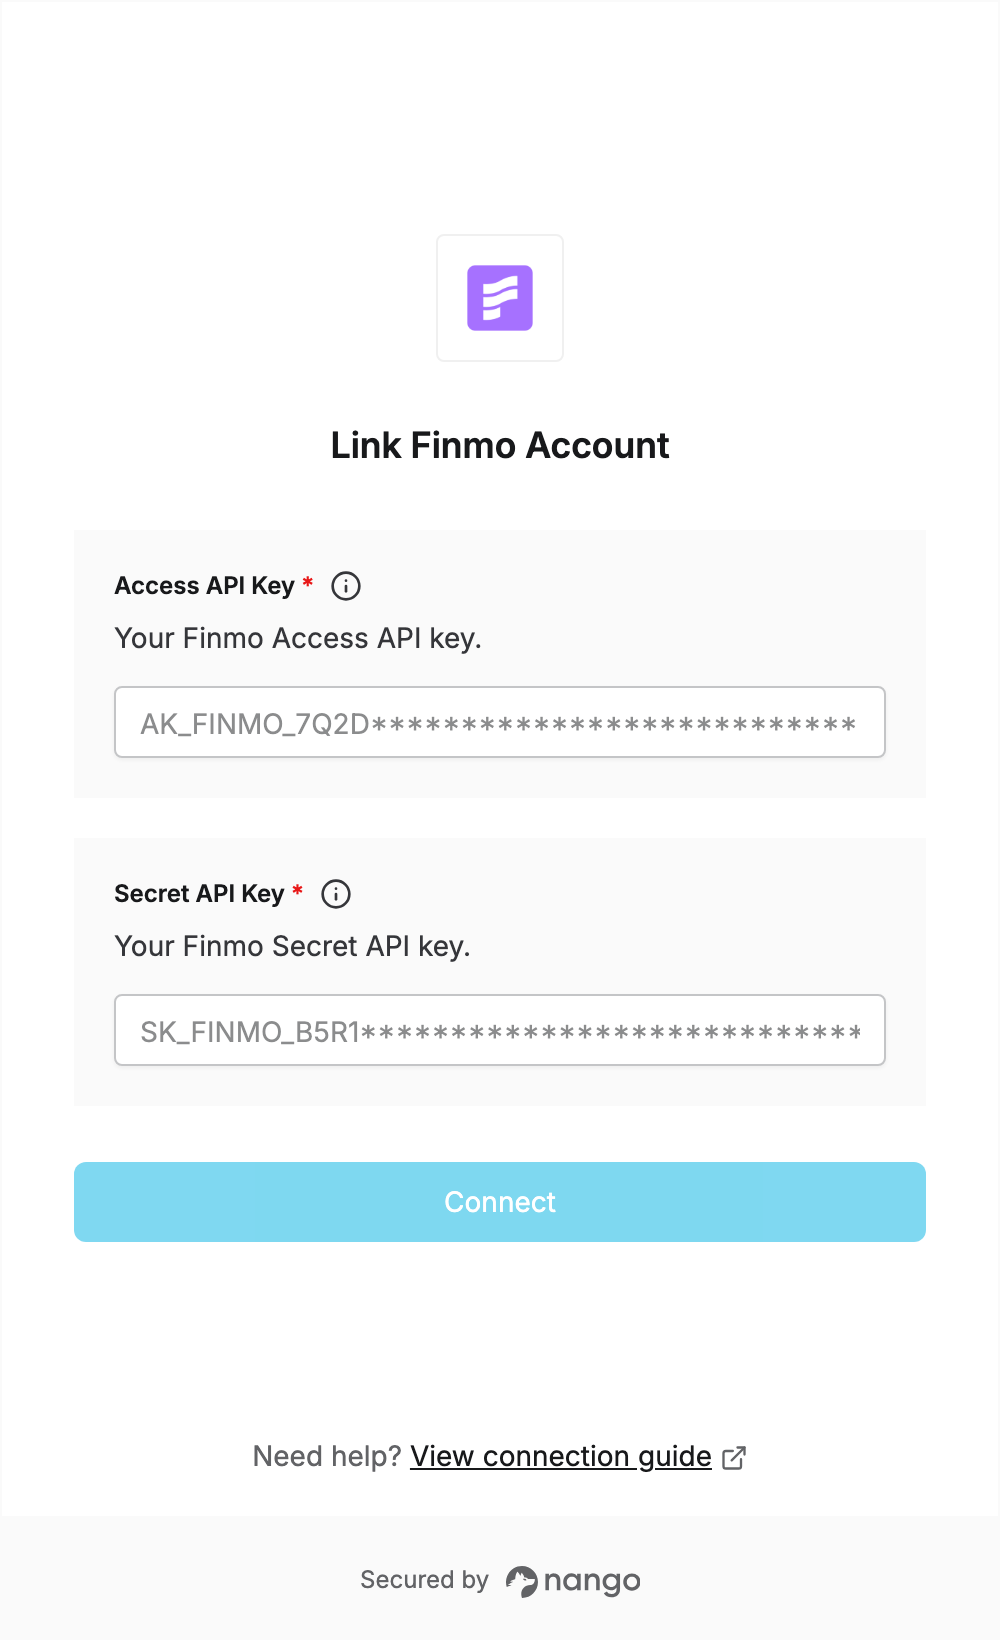 Link Finmo Account
Access API Key *
Your Finmo Access API key.
AK_FINMO_7Q2D***************************
Secret API Key *
Your Finmo Secret API key.
SK_FINMO_B5R1****************************
Connect
Need help? View connection guide
Secured by nango